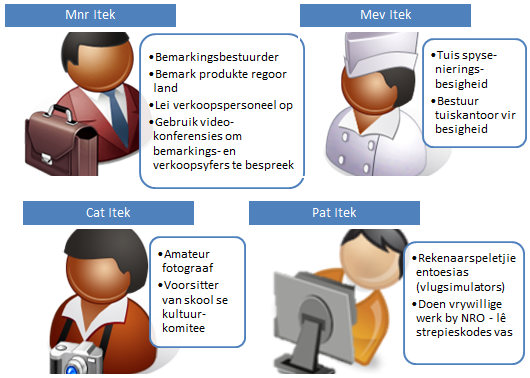 Mnr Itek
• Bemarkingsbestuurder
• Bemark produkte regoor
land
• Lei verkoopspersoneel op
• Gebruik video-
konferensies om
bemarkings- en
verkoopsyfers te bespreek
Mev Itek
• Tuis spyse-
nierings-
besigheid
• Bestuur
tuiskantoor vir
besigheid
Cat Itek
• Amateur
fotograaf
• Voorsitter
van skool se
kultuur-
komitee
Pat Itek
• Rekenaarspeletjie
entoesias
(vlugsimulators)
• Doen vrywillige
werk by NRO - lê
strepieskodes vas